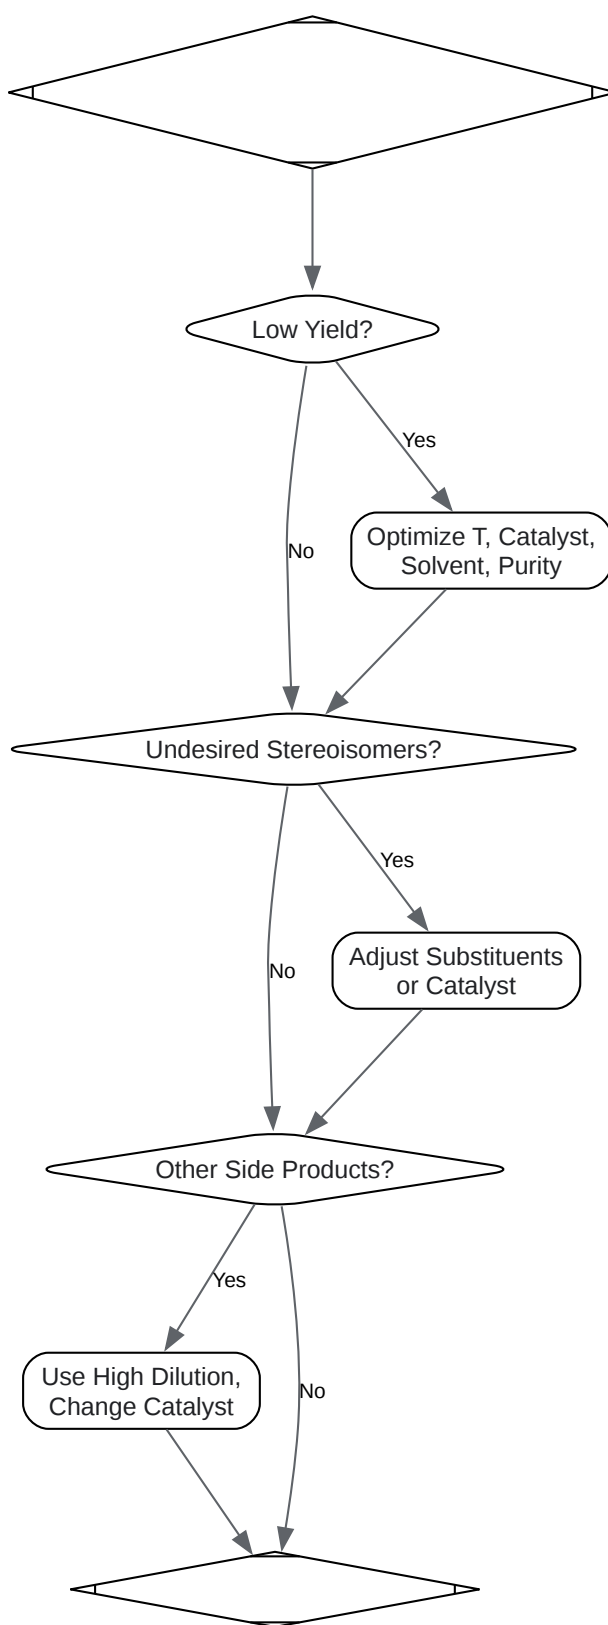 Low Yield?
Yes
Optimize T, Catalyst,
Solvent, Purity
No
Undesired Stereoisomers?
Yes
Adjust Substituents
or Catalyst
No
Other Side Products?
Yes
Use High Dilution,
Change Catalyst
No